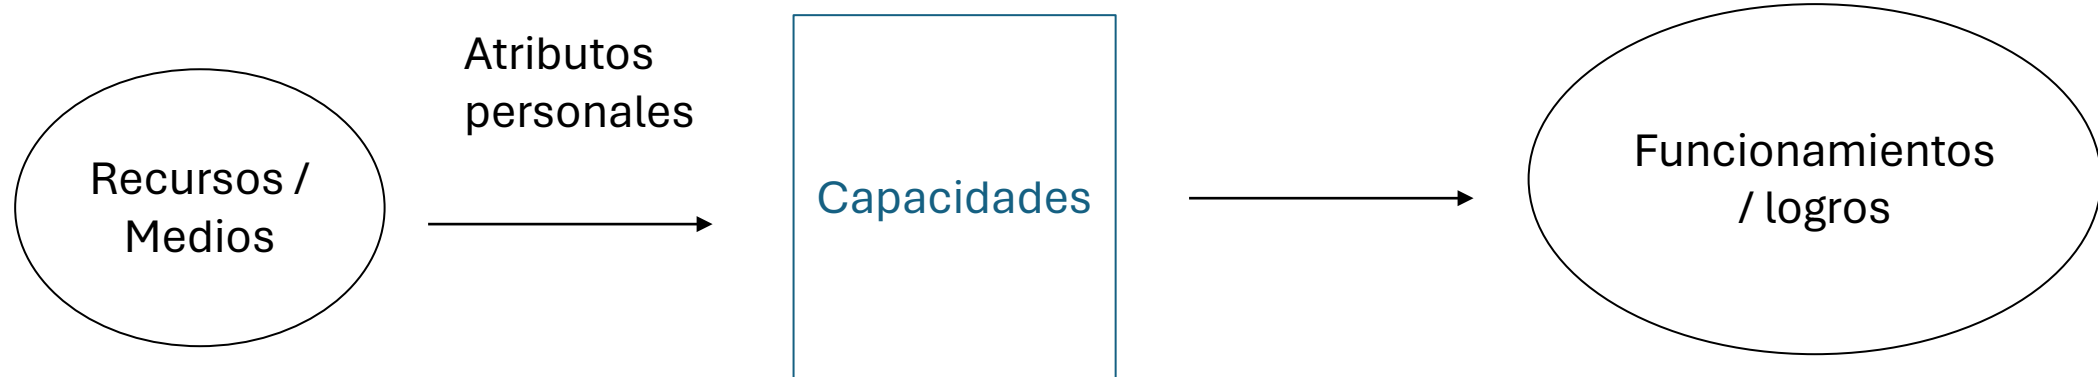 Recursos /
Medios
Atributos
personales
Capacidades
Funcionamientos
/ logros